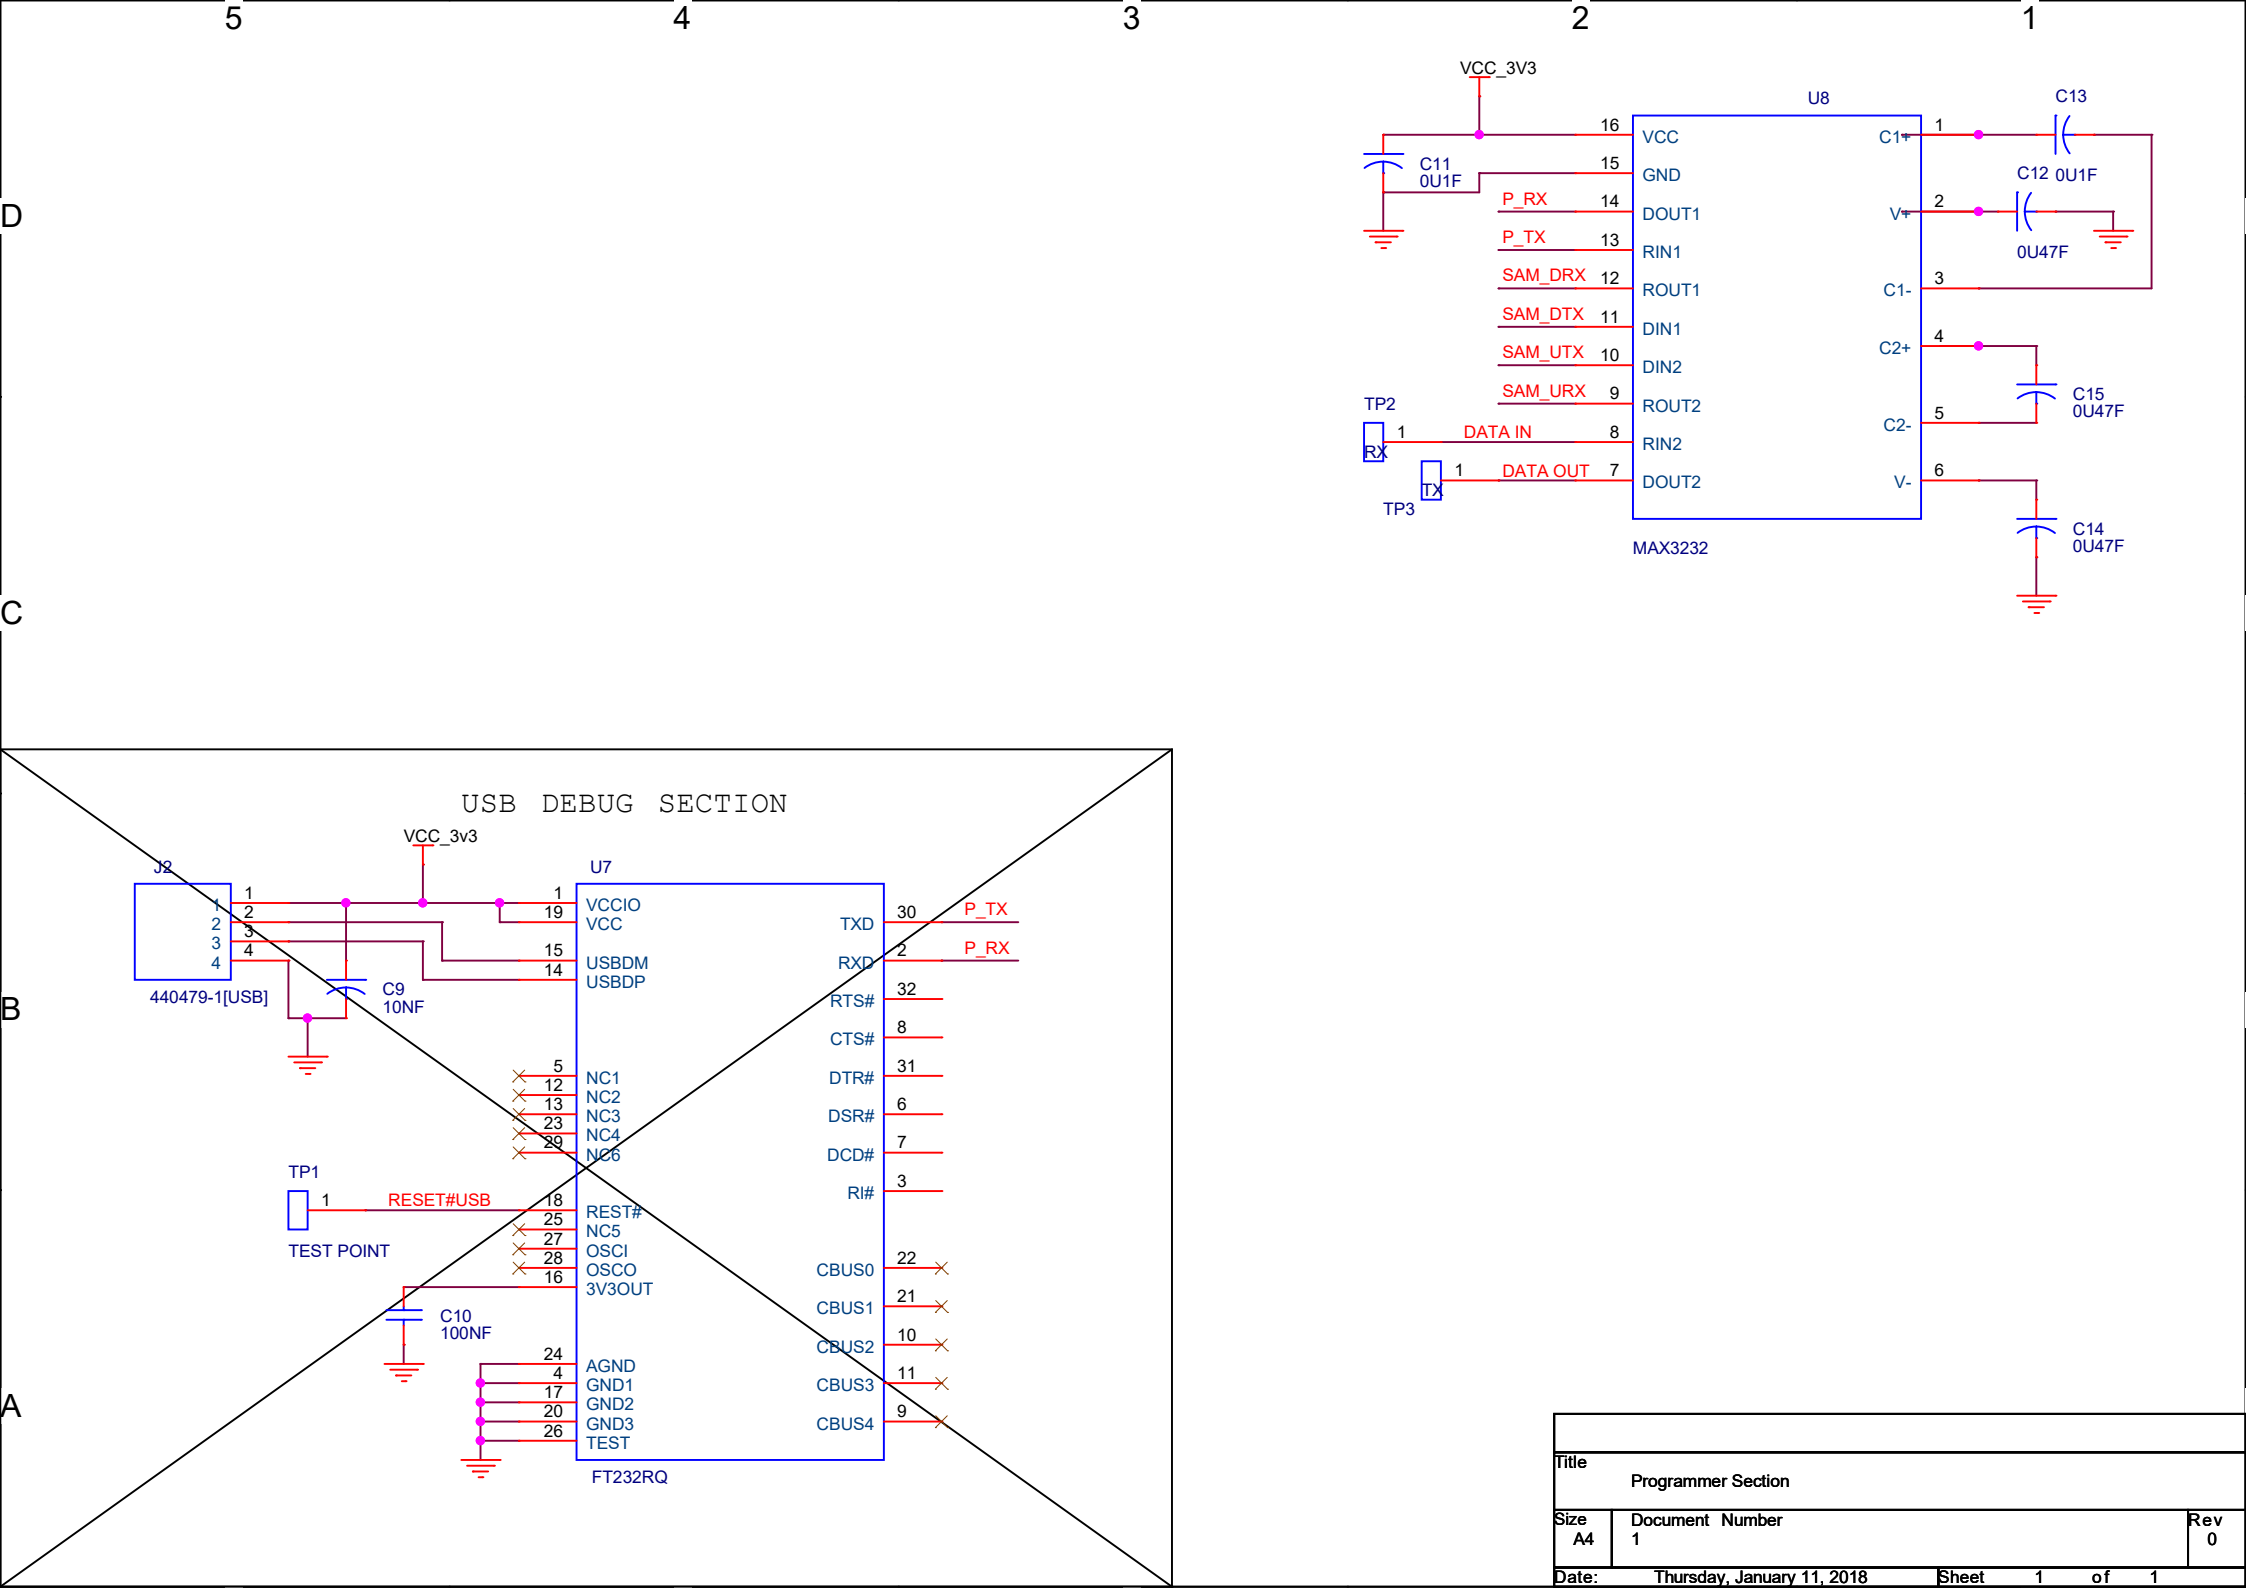 5 4 3 2 1
D
C
B
A
VCC_3V3
U8
C11
0U1F
16 VCC
15 GND
P_RX 14 DOUT1
P_TX 13 RIN1
SAM_DRX 12 ROUT1
SAM_DTX 11 DIN1
SAM_UTX 10 DIN2
SAM_URX 9 ROUT2
TP2
RX
1 DATA IN 8 RIN2
TX
1 DATA OUT 7 DOUT2
TP3
MAX3232
C1+ 1
V+ 2
C1- 3
C2+ 4
C2- 5
V- 6
C13
0U1F
C12
0U47F
C15
0U47F
C14
0U47F
USB DEBUG SECTION
VCC_3v3
J2
1 1
2 2
3 3
4 4
440479-1[USB]
C9
10NF
U7
1 VCCIO
19 VCC
15 USBDM
14 USBDP
5 NC1
12 NC2
13 NC3
23 NC4
29 NC6
TP1
1 RESET#USB 18 REST#
TEST POINT
25 NC5
27 OSCI
28 OSCO
16 3V3OUT
C10
100NF
24 AGND
4 GND1
17 GND2
20 GND3
26 TEST
FT232RQ
TXD 30 P_TX
RXD 2 P_RX
RTS# 32
CTS# 8
DTR# 31
DSR# 6
DCD# 7
RI# 3
CBUS0 22
CBUS1 21
CBUS2 10
CBUS3 11
CBUS4 9
Title
Programmer Section
Size Document Number Rev
A4 1 0
Date: Thursday, January 11, 2018 Sheet 1 of 1